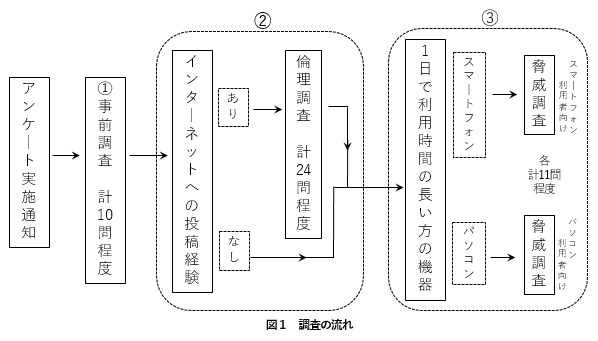 アンケート実施通知
①事前調査 計10問程度
②
インターネットへの投稿経験
あり
なし
倫理調査 計24問程度
③
1日で利用時間の長い方の機器
スマートフォン
脅威調査
スマートフォン
利用者向け
各
計11問
程度
パソコン
脅威調査
パソコン
利用者向け
図1 調査の流れ